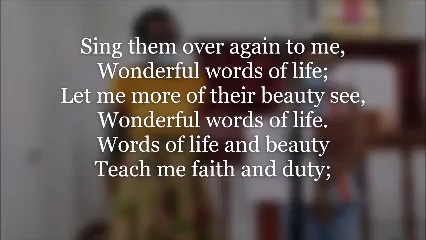 Sing them over again to me,
Wonderful words of life;
Let me more of their beauty see,
Wonderful words of life.
Words of life and beauty
Teach me faith and duty;